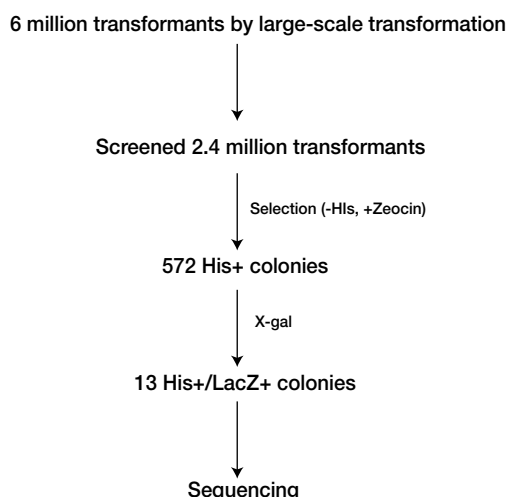 6 million transformants by large-scale transformation
Screened 2.4 million transformants
Selection (-HIs, +Zeocin)
572 His+ colonies
X-gal
13 His+/LacZ+ colonies
Sequencing